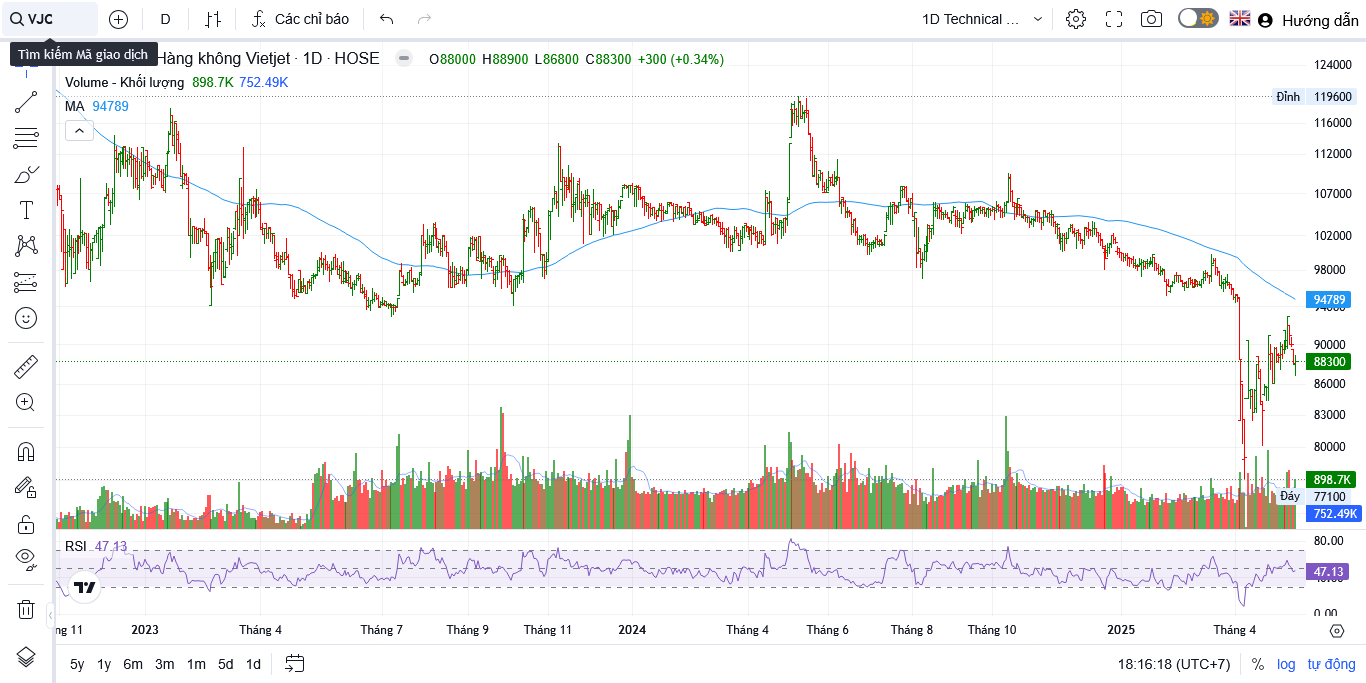 VJC D Các chỉ báo 1D Technical ... Hướng dẫn
Tìm kiếm Mã giao dịch
Hàng không Vietjet · 1D · HOSE O88000 H88900 L86800 C88300 +300 (+0.34%)
Volume - Khối lượng 898.7K 752.49K
MA 94789
124000
Đỉnh 119600
116000
112000
107000
102000
98000
94789
94000
90000
88300
86000
83000
80000
898.7K
Đáy 77100
752.49K
RSI 47.13
80.00
47.13
0.00
ng 11 2023 Tháng 4 Tháng 7 Tháng 9 Tháng 11 2024 Tháng 4 Tháng 6 Tháng 8 Tháng 10 2025 Tháng 4
5y 1y 6m 3m 1m 5d 1d 18:16:18 (UTC+7) % log tự động